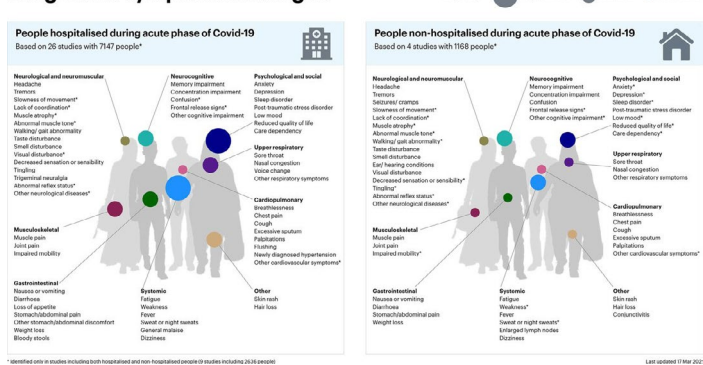 People hospitalised during acute phase of Covid-19
Based on 26 studies with 7147 people*
Neurological and neuromuscular
Headache
Tremors
Slowness of movement*
Lack of coordination*
Muscle atrophy*
Abnormal muscle tone*
Walking/ gait abnormality
Taste disturbance
Smell disturbance
Visual disturbance*
Decreased sensation or sensibility
Tingling
Trigeminal neuralgia
Abnormal reflex status*
Other neurological diseases*
Neurocognitive
Memory impairment
Concentration impairment
Confusion*
Frontal release signs*
Other cognitive impairment
Psychological and social
Anxiety
Depression
Sleep disorder
Post-traumatic stress disorder
Low mood
Reduced quality of life
Care dependency
Upper respiratory
Sore throat
Nasal congestion
Voice change
Other respiratory symptoms
Cardiopulmonary
Breathlessness
Chest pain
Cough
Excessive sputum
Palpitations
Flushing
Newly diagnosed hypertension
Other cardiovascular symptoms*
Musculoskeletal
Muscle pain
Joint pain
Impaired mobility
Gastrointestinal
Nausea or vomiting
Diarrhoea
Loss of appetite
Stomach/abdominal pain
Other stomach/abdominal discomfort
Weight loss
Bloody stools
Systemic
Fatigue
Weakness
Fever
Sweat or night sweats
General malaise
Dizziness
Other
Skin rash
Hair loss
People non-hospitalised during acute phase of Covid-19
Based on 4 studies with 1168 people*
Neurological and neuromuscular
Headache
Tremors
Seizures/ cramps
Slowness of movement*
Lack of coordination*
Muscle atrophy*
Abnormal muscle tone*
Walking/ gait abnormality*
Taste disturbance
Smell disturbance
Ear/ hearing conditions
Visual disturbance
Decreased sensation or sensibility*
Tingling*
Abnormal reflex status*
Other neurological diseases*
Neurocognitive
Memory impairment
Concentration impairment
Confusion
Frontal release signs*
Other cognitive impairment*
Psychological and social
Anxiety*
Depression*
Sleep disorder*
Post-traumatic stress disorder
Low mood*
Reduced quality of life*
Care dependency*
Upper respiratory
Sore throat
Nasal congestion
Other respiratory symptoms
Cardiopulmonary
Breathlessness
Chest pain
Cough
Excessive sputum
Palpitations
Other cardiovascular symptoms*
Musculoskeletal
Muscle pain
Joint pain
Impaired mobility*
Gastrointestinal
Nausea or vomiting
Diarrhoea
Stomach/abdominal pain
Weight loss
Systemic
Fatigue
Weakness*
Fever
Sweat or night sweats*
Enlarged lymph nodes
Dizziness
Other
Skin rash
Hair loss
Conjunctivitis
* Identified only in studies including both hospitalised and non-hospitalised people (9 studies including 2636 people)
Last updated 17 Mar